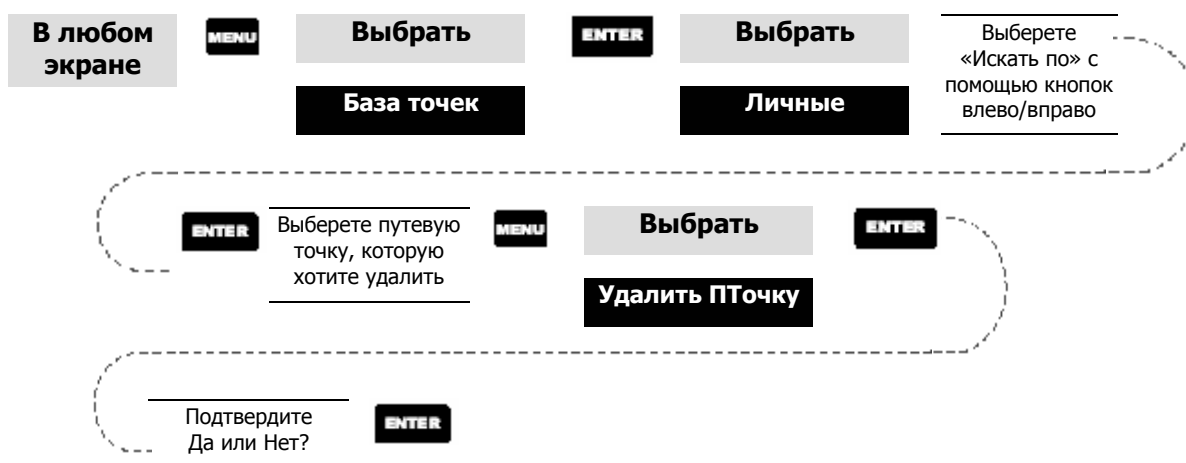 В любом
экране
MENU
Выбрать
База точек
ENTER
Выбрать
Личные
Выберете
«Искать по» с
помощью кнопок
влево/вправо
ENTER
Выберете путевую
точку, которую
хотите удалить
MENU
Выбрать
Удалить ПТочку
ENTER
Подтвердите
Да или Нет?
ENTER